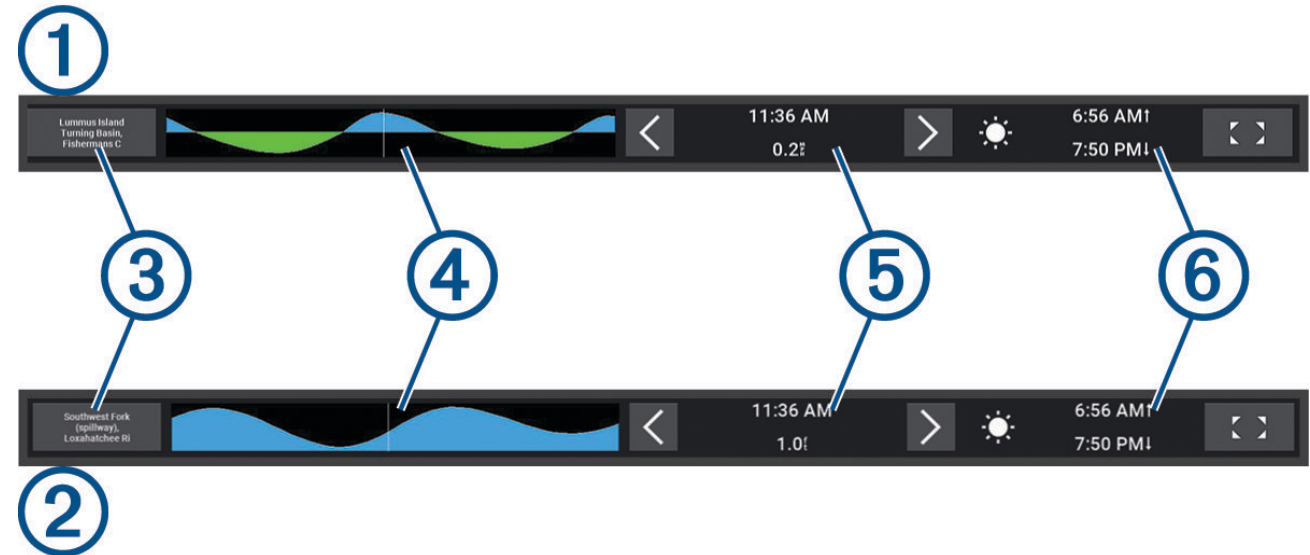 1
Lummus Island
Turning Basin,
Fishermans C
11:36 AM
0.2
6:56 AM↑
7:50 PM↓
3
4
5
6
Southwest Fork
(spillway),
Loxahatchee Ri
11:36 AM
1.0
6:56 AM↑
7:50 PM↓
2